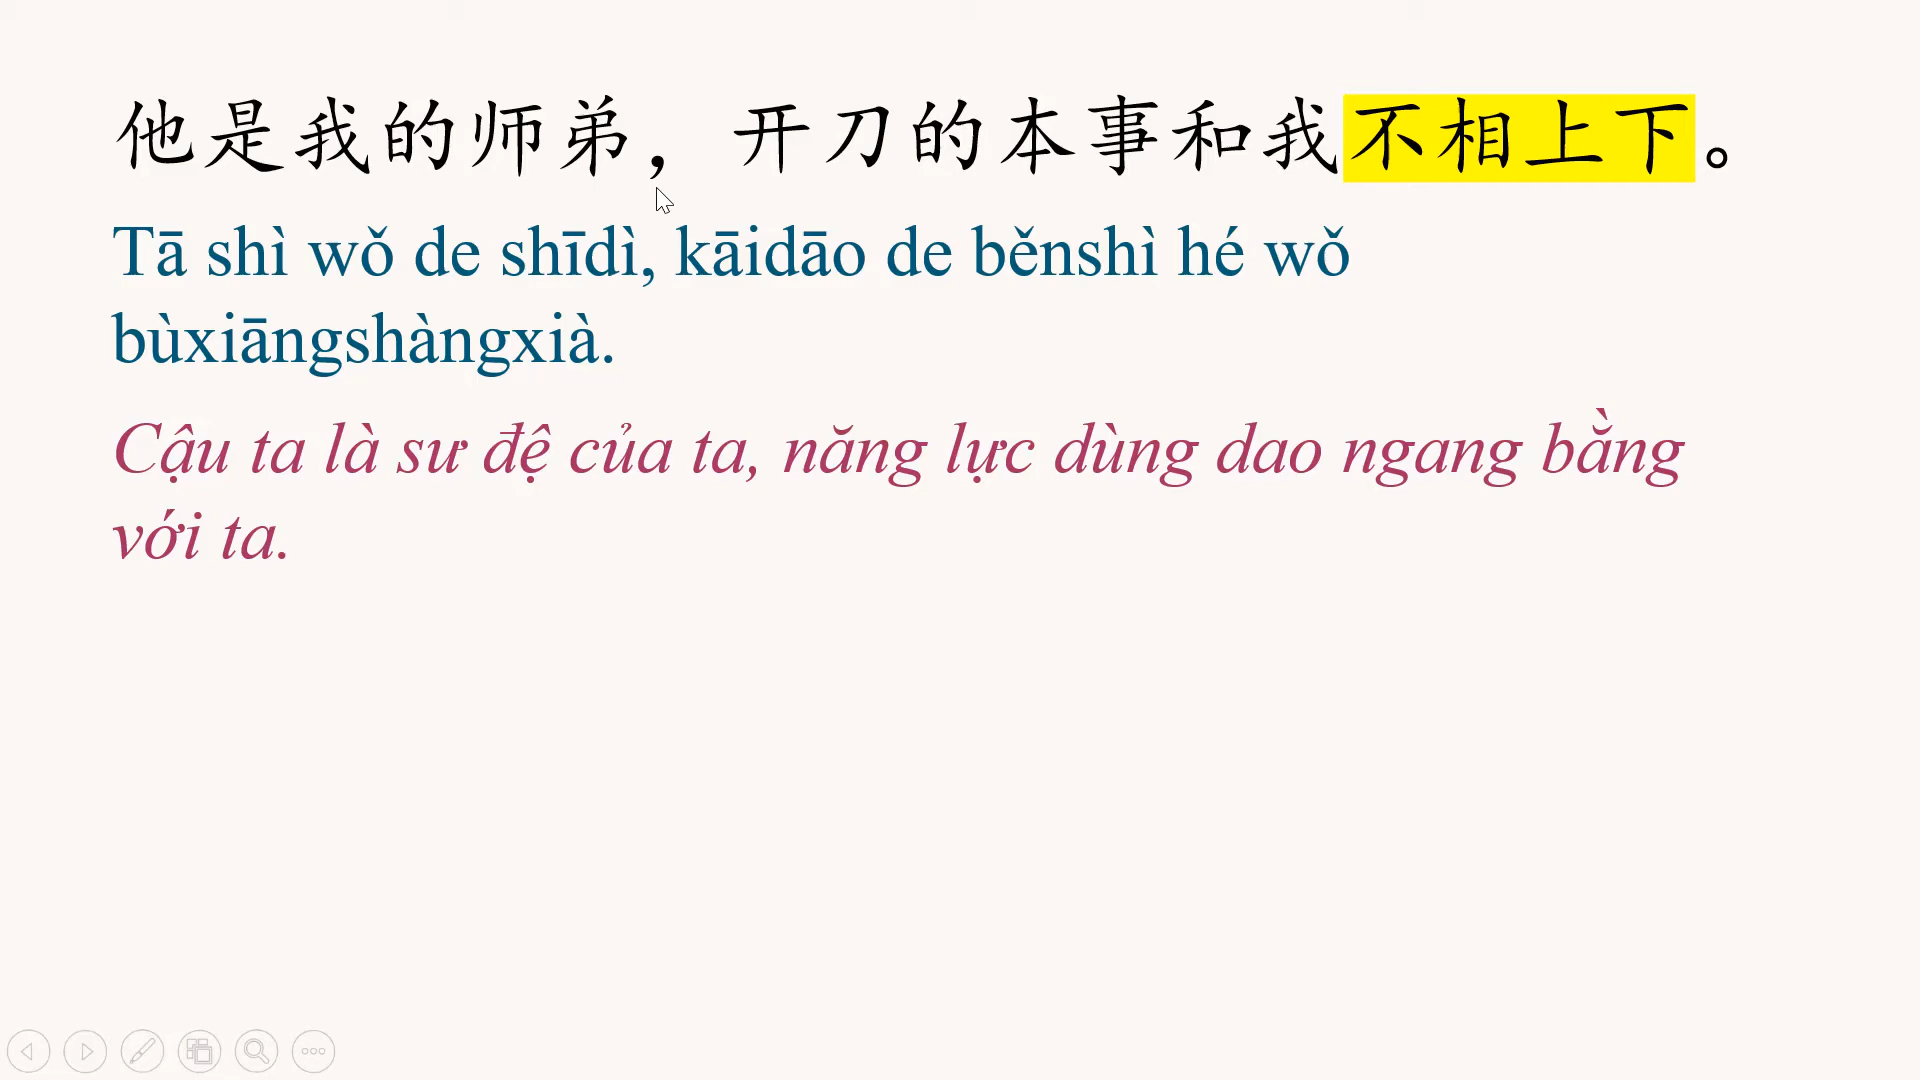 他是我的师弟，开刀的本事和我不相上下。
Tā shì wǒ de shīdì, kāidāo de běnshì hé wǒ
bùxiāngshàngxià.
Cậu ta là sư đệ của ta, năng lực dùng dao ngang bằng
với ta.